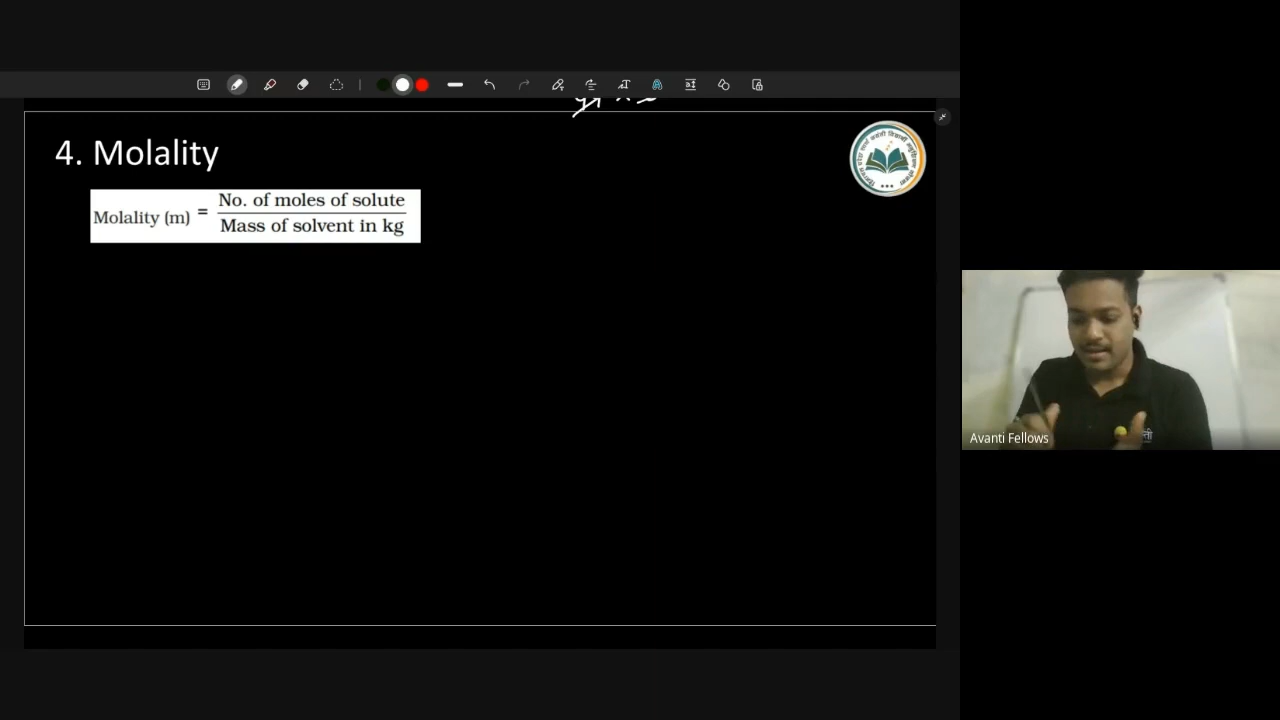 4. Molality
Molality (m) = No. of moles of solute
Mass of solvent in kg
Avanti Fellows